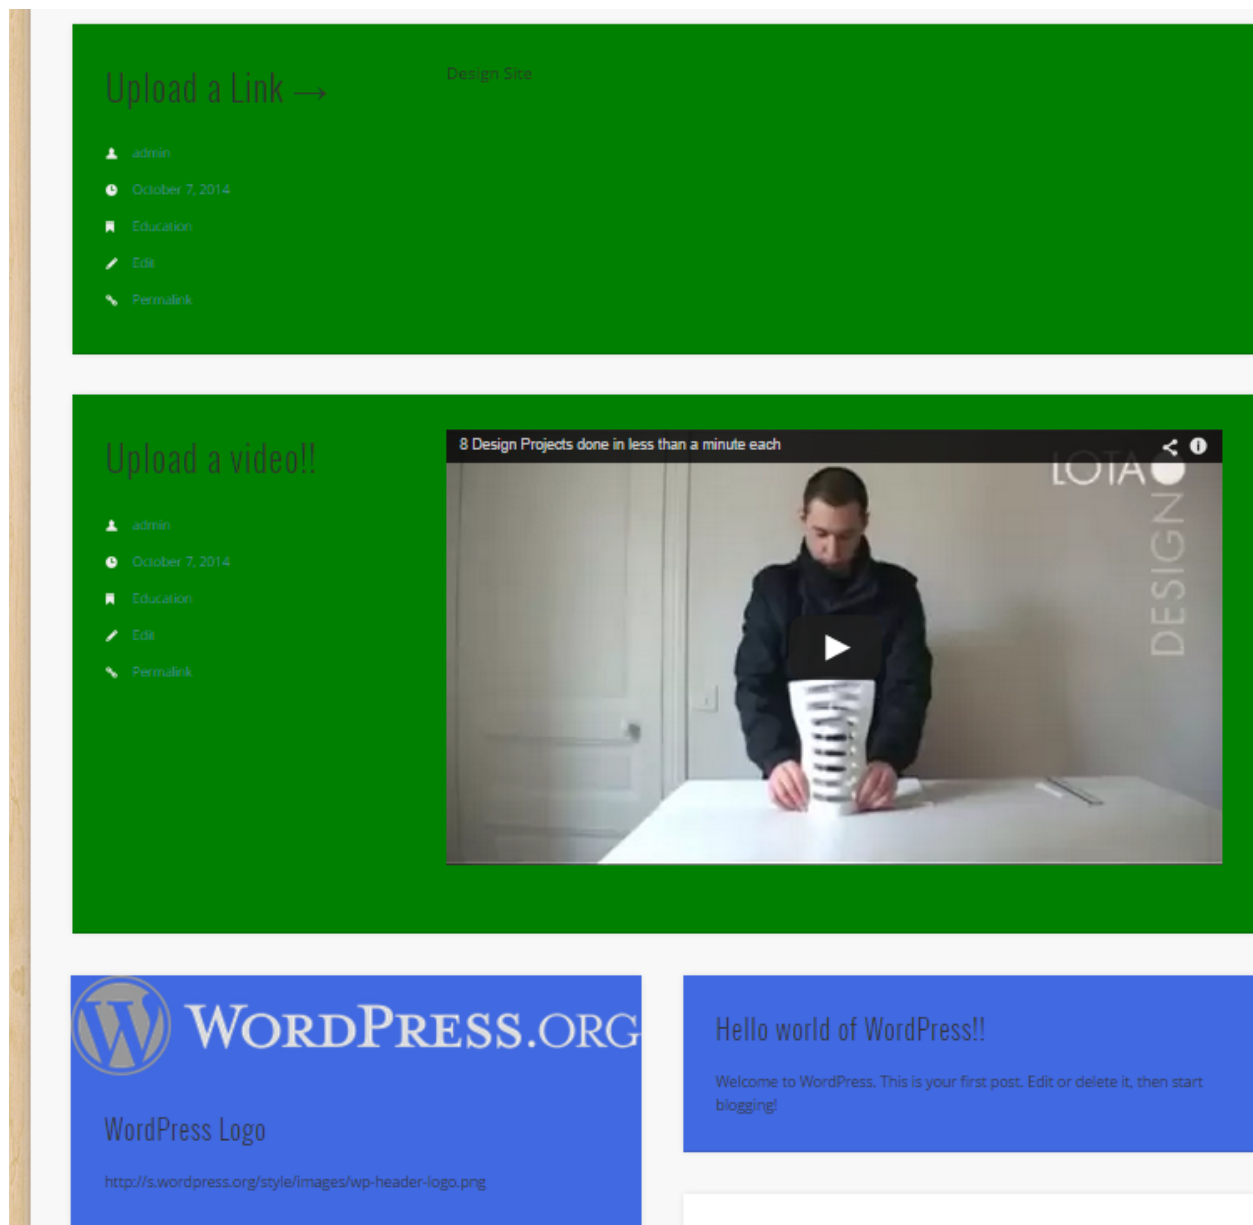 Upload a Link →
Design Site
admin
October 7, 2014
Education
Edit
Permalink
Upload a video!!
admin
October 7, 2014
Education
Edit
Permalink
8 Design Projects done in less than a minute each
LOTA
DESIGN
WORDPRESS.ORG
WordPress Logo
http://s.wordpress.org/style/images/wp-header-logo.png
Hello world of WordPress!!
Welcome to WordPress. This is your first post. Edit or delete it, then start
blogging!